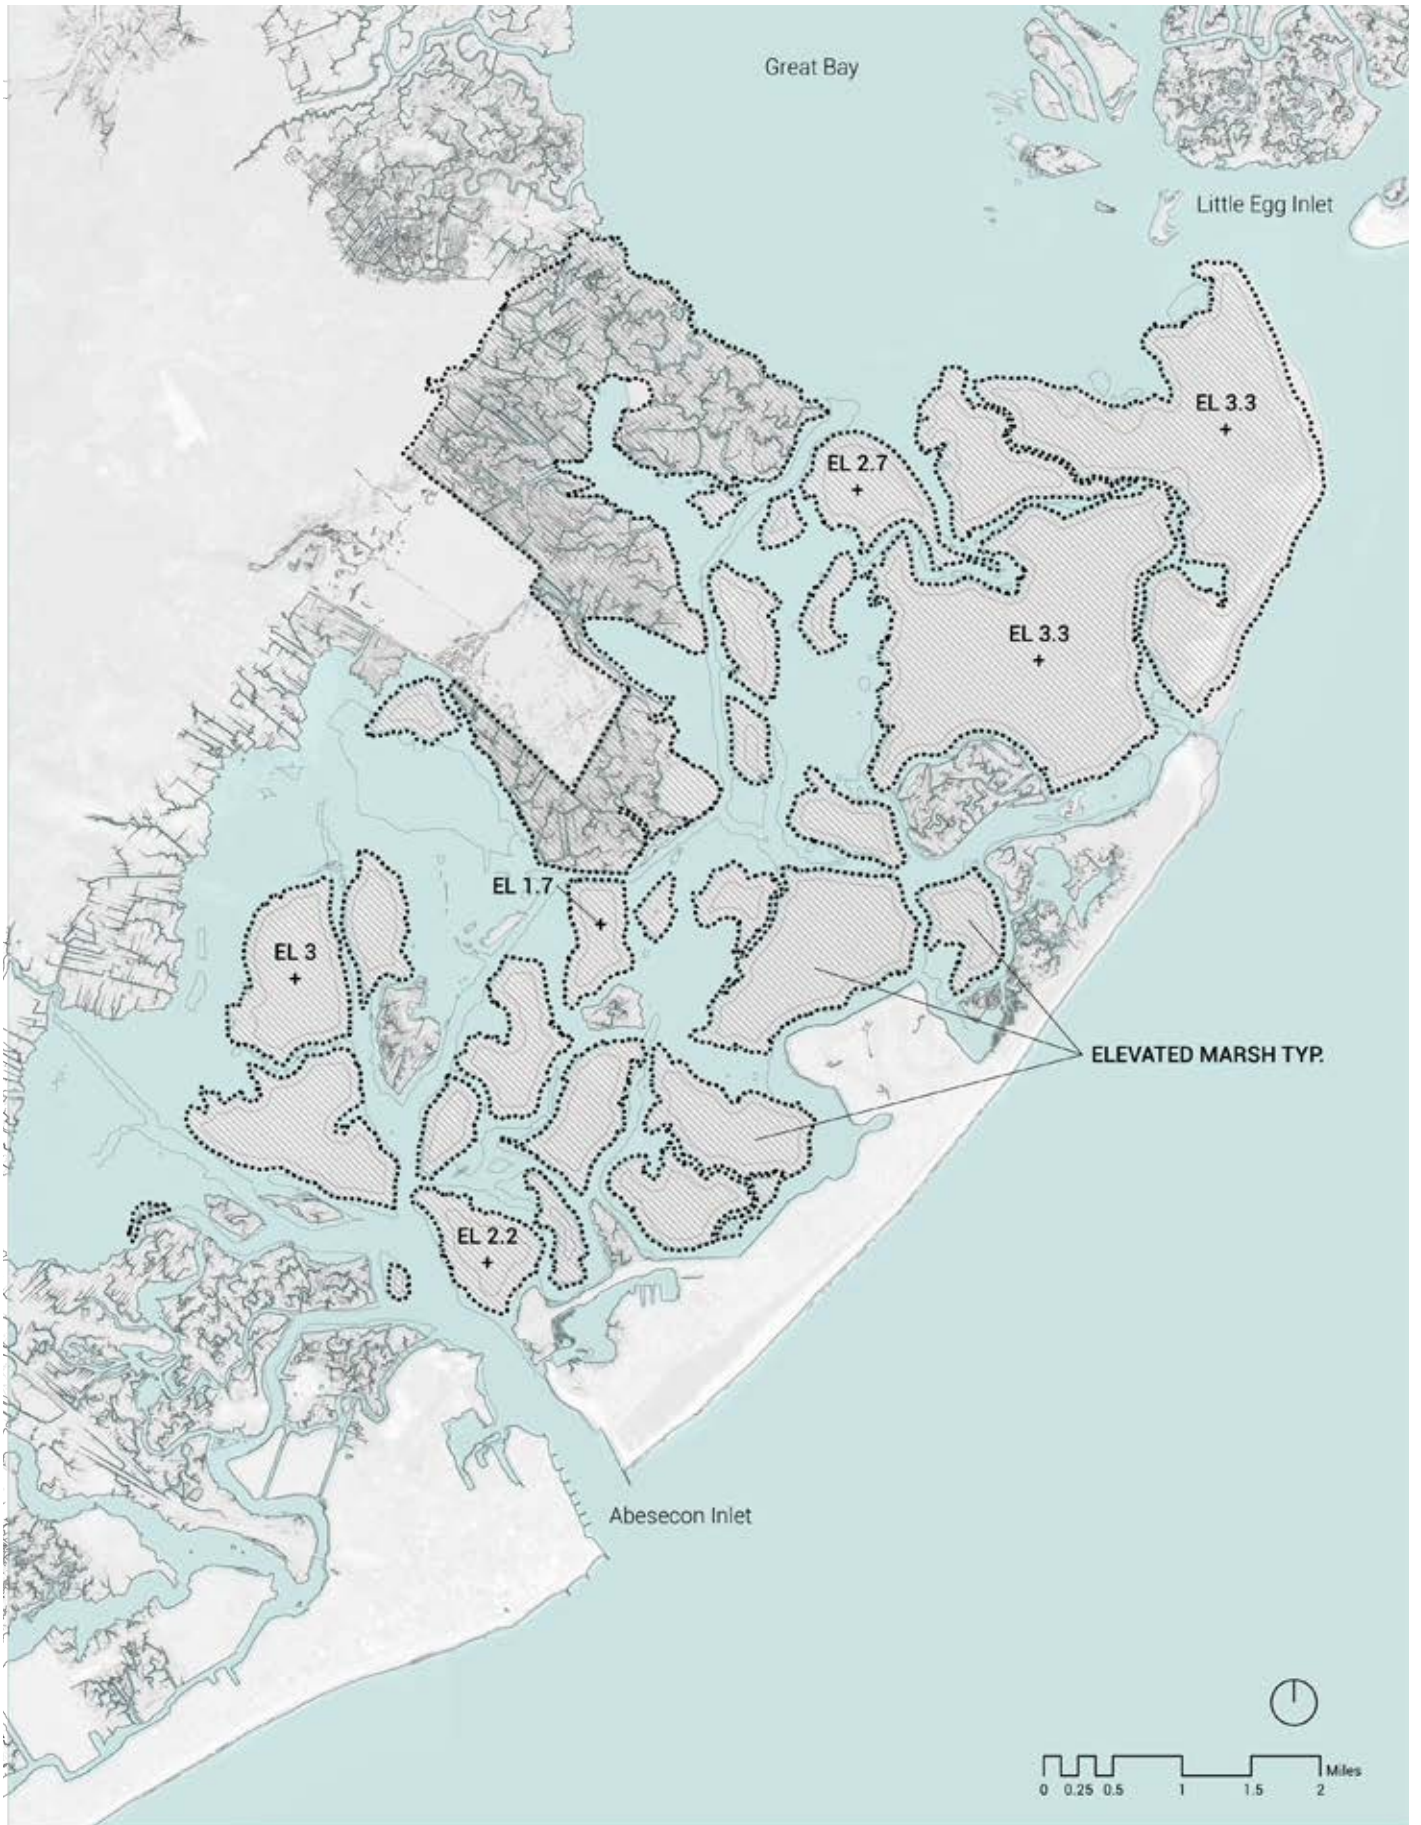 Great Bay
Little Egg Inlet
EL 3.3
EL 2.7
EL 3.3
EL 1.7
EL 3
ELEVATED MARSH TYP.
EL 2.2
Abesecon Inlet
Miles
0 0.25 0.5 1 1.5 2